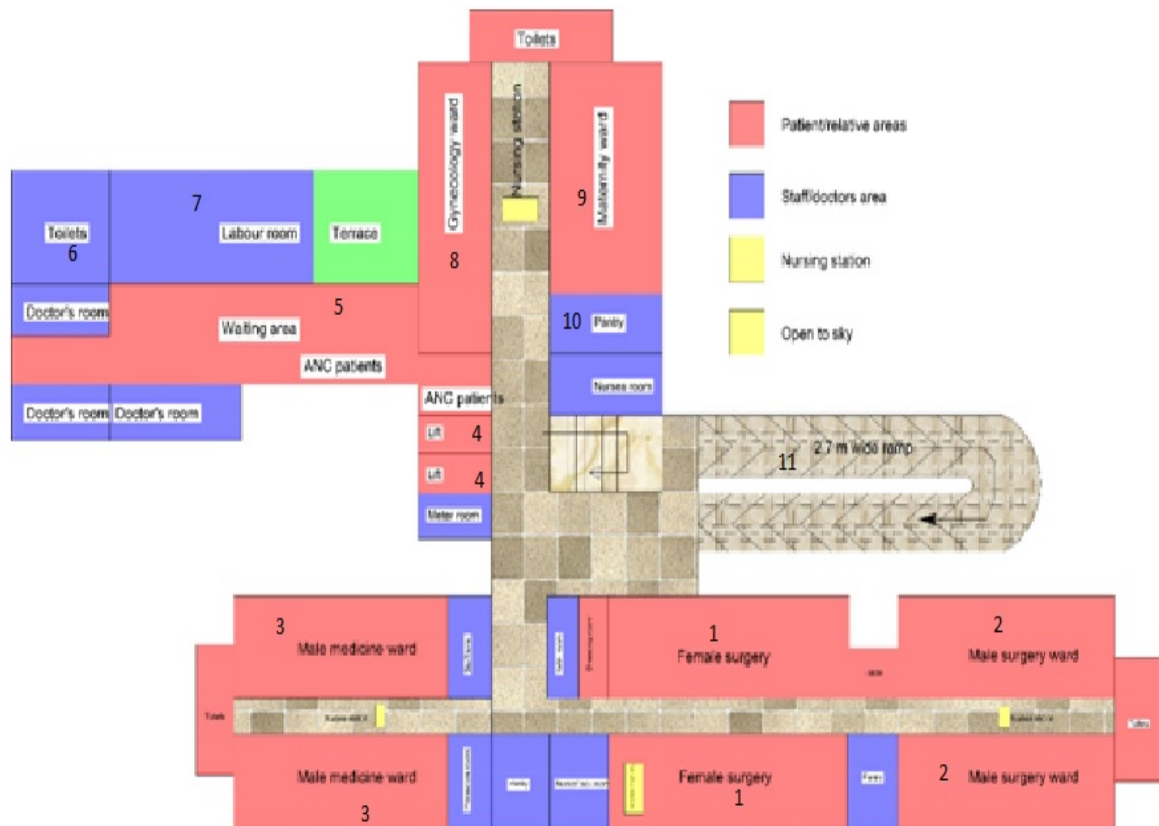 Toilets
Gynecology ward
Nursing station
Maternity ward
9
8
Patient/relative areas
Staff/doctors area
Nursing station
Open to sky
7
Toilets
6
Labour room
Terrace
5
Doctor's room
Waiting area
ANC patients
Doctor's room
Doctor's room
10
Pantry
Nurses room
ANC patients
Lift
4
Lift
4
Meter room
2.7 m wide ramp
11
3
Male medicine ward
1
Female surgery
2
Male surgery ward
Toilets
Toilets
Male medicine ward
3
Pantry
Female surgery
1
Pantry
2
Male surgery ward